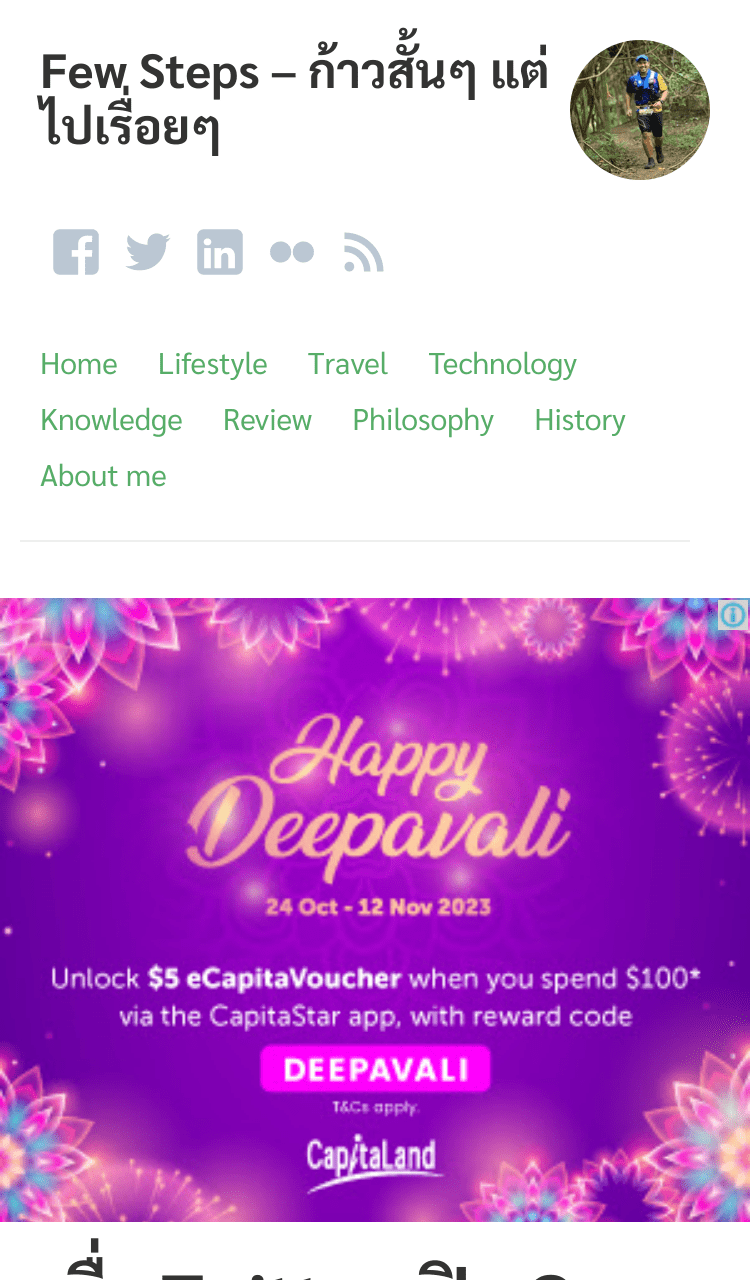 Few Steps – ก้าวสั้นๆ แต่
ไปเรื่อยๆ
Home Lifestyle Travel Technology
Knowledge Review Philosophy History
About me
Happy
Deepavali
24 Oct - 12 Nov 2023
Unlock $5 eCapitaVoucher when you spend $100*
via the CapitaStar app, with reward code
DEEPAVALI
T&Cs apply.
CapitaLand